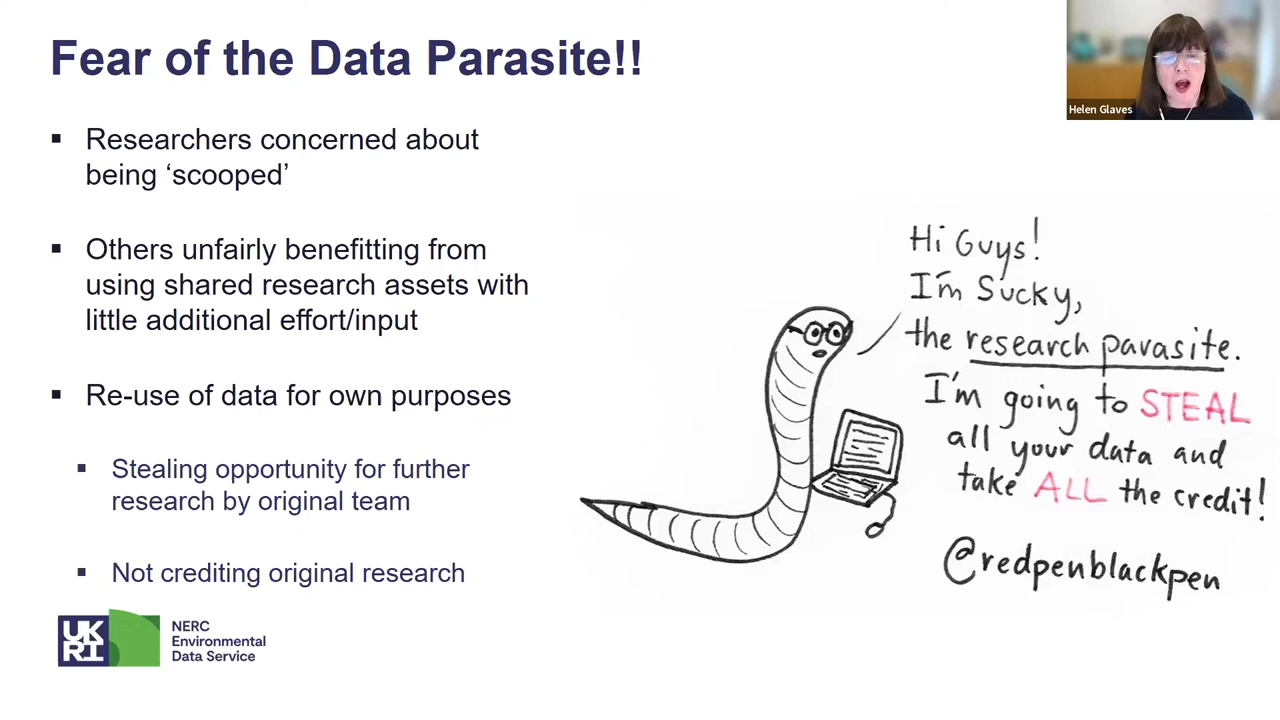 Fear of the Data Parasite!!
Helen Glaves
Researchers concerned about
being ‘scooped’
Others unfairly benefitting from
using shared research assets with
little additional effort/input
Re-use of data for own purposes
Stealing opportunity for further
research by original team
Not crediting original research
Hi Guys!
I'm Sucky,
the research parasite.
I'm going to STEAL
all your data and
take ALL the credit!
@redpenblackpen
UK
RI
NERC
Environmental
Data Service